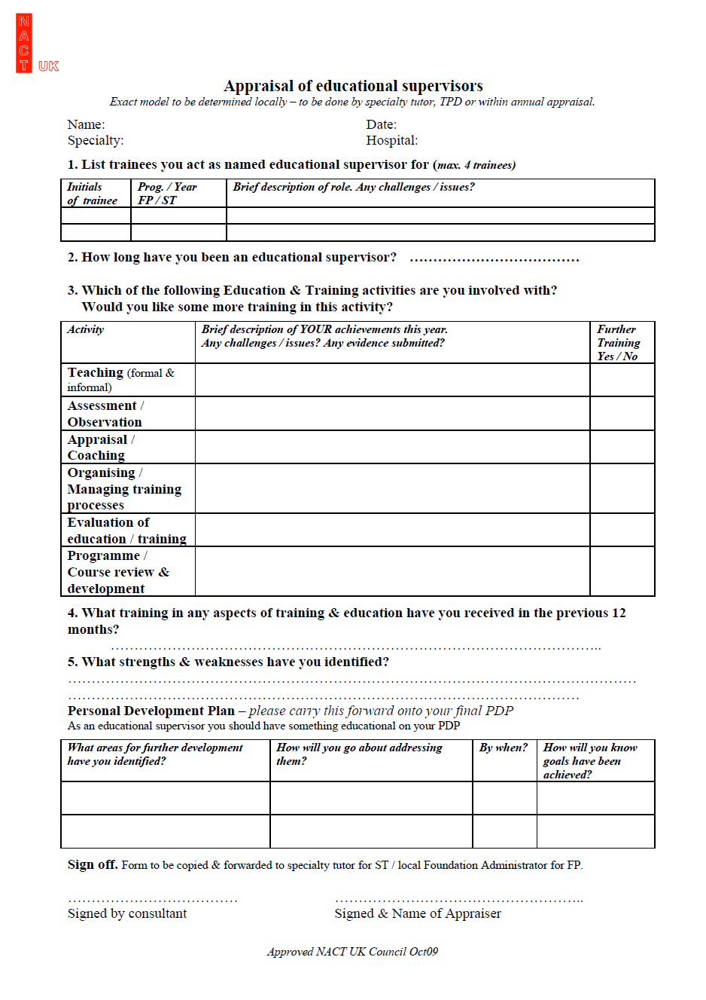 N
A
C
T UK
Appraisal of educational supervisors
Exact model to be determined locally – to be done by specialty tutor, TPD or within annual appraisal.
Name: Date:
Specialty: Hospital:
1. List trainees you act as named educational supervisor for (max. 4 trainees)
Initials Prog. / Year Brief description of role. Any challenges / issues?
of trainee FP / ST
2. How long have you been an educational supervisor? ………………………………
3. Which of the following Education & Training activities are you involved with?
Would you like some more training in this activity?
Activity Brief description of YOUR achievements this year. Further
Any challenges / issues? Any evidence submitted? Training
Yes / No
Teaching (formal &
informal)
Assessment /
Observation
Appraisal /
Coaching
Organising /
Managing training
processes
Evaluation of
education / training
Programme /
Course review &
development
4. What training in any aspects of training & education have you received in the previous 12
months?
…………………………………………………………………………………………..
5. What strengths & weaknesses have you identified?
…………………………………………………………………………………………………………
………………………………………………………………………………………………
Personal Development Plan – please carry this forward onto your final PDP
As an educational supervisor you should have something educational on your PDP
What areas for further development How will you go about addressing By when? How will you know
have you identified? them? goals have been
achieved?
Sign off. Form to be copied & forwarded to specialty tutor for ST / local Foundation Administrator for FP.
……………………………… ……………………………………………..
Signed by consultant Signed & Name of Appraiser
Approved NACT UK Council Oct09